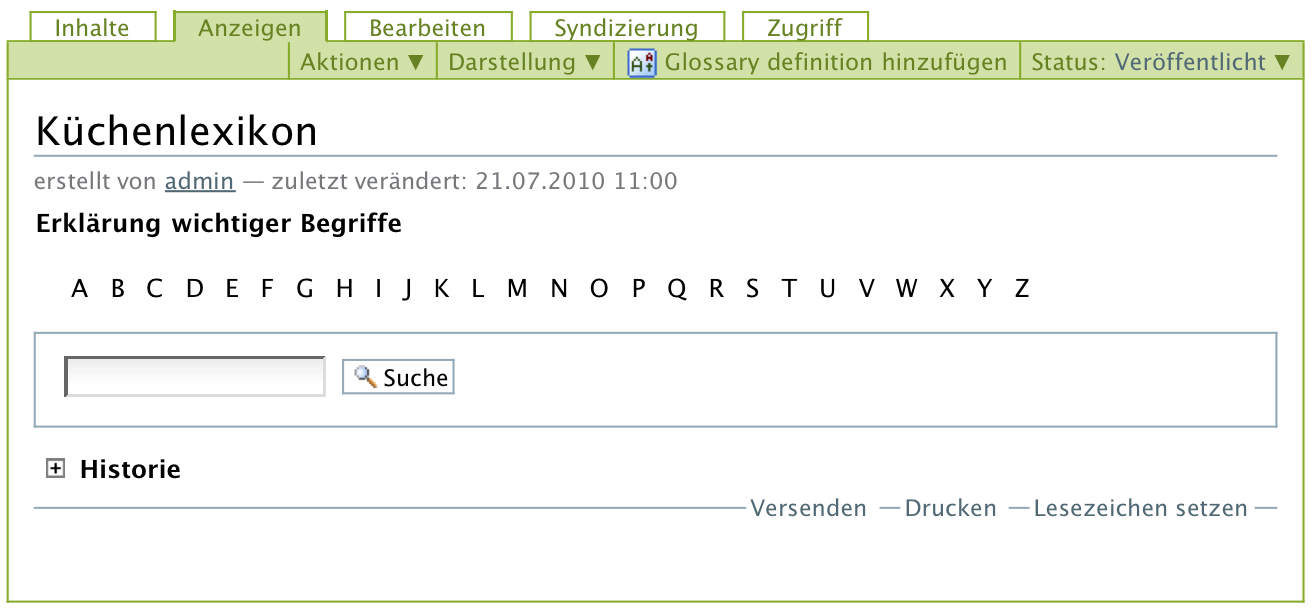 Inhalte Anzeigen Bearbeiten Syndizierung Zugriff
Aktionen ▼ Darstellung ▼ Glossary definition hinzufügen Status: Veröffentlicht ▼
Küchenlexikon
erstellt von admin — zuletzt verändert: 21.07.2010 11:00
Erklärung wichtiger Begriffe
A B C D E F G H I J K L M N O P Q R S T U V W X Y Z
Suche
Historie
Versenden — Drucken — Lesezeichen setzen —